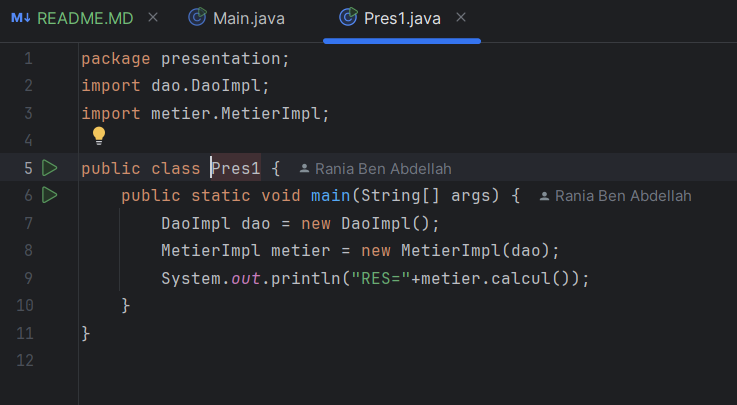 M↓ README.MD × Main.java Pres1.java ×
1 package presentation;
2 import dao.DaoImpl;
3 import metier.MetierImpl;
4
5 public class Pres1 { Rania Ben Abdellah
6 public static void main(String[] args) { Rania Ben Abdellah
7 DaoImpl dao = new DaoImpl();
8 MetierImpl metier = new MetierImpl(dao);
9 System.out.println("RES="+metier.calcul());
10 }
11 }
12